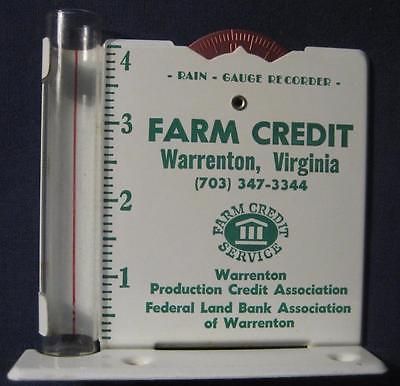 - RAIN - GAUGE RECORDER -
FARM CREDIT
Warrenton, Virginia
(703) 347-3344
FARM CREDIT
SERVICE
Warrenton
Production Credit Association
Federal Land Bank Association
of Warrenton
4
3
2
1